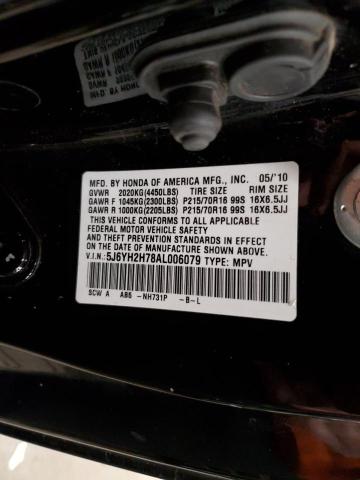 MFD. BY HONDA OF AMERICA MFG., INC. 05/'10
GVWR 2020KG(4450LBS) TIRE SIZE RIM SIZE
GAWR F 1045KG(2300LBS) P215/70R16 99S 16X6.5JJ
GAWR R 1000KG(2205LBS) P215/70R16 99S 16X6.5JJ
THIS VEHICLE CONFORMS TO ALL APPLICABLE
FEDERAL MOTOR VEHICLE SAFETY, BUMPER,
AND THEFT PREVENTION STANDARDS IN EFFECT
ON THE DATE OF MANUFACTURE SHOWN ABOVE.
V.I.N: 5J6YH2H78AL006079 TYPE: MPV
SCW A AB5 -NH731P -B-L